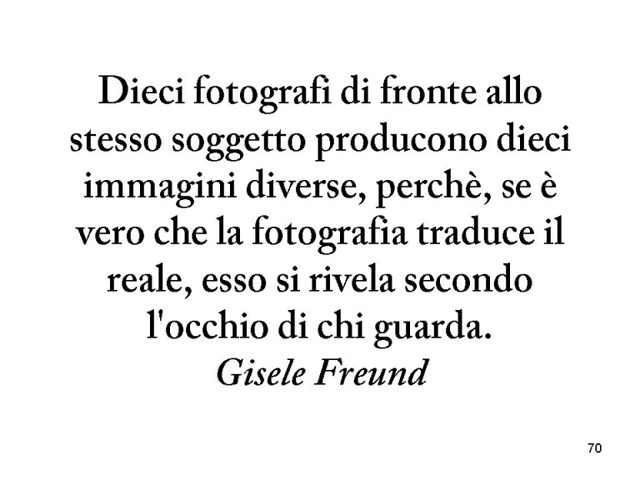 Dieci fotografi di fronte allo
stesso soggetto producono dieci
immagini diverse, perchè, se è
vero che la fotografia traduce il
reale, esso si rivela secondo
l'occhio di chi guarda.
Gisele Freund
70